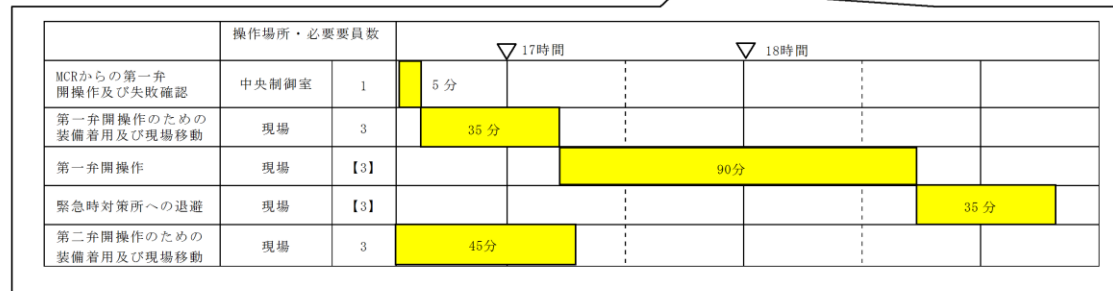 操作場所・必要要員数
▽ 17時間
▽ 18時間
MCRからの第一弁
開操作及び失敗確認
中央制御室
1
5 分
第一弁開操作のための
装備着用及び現場移動
現場
3
35 分
第一弁開操作
現場
【3】
90分
緊急時対策所への退避
現場
【3】
35 分
第二弁開操作のための
装備着用及び現場移動
現場
3
45分